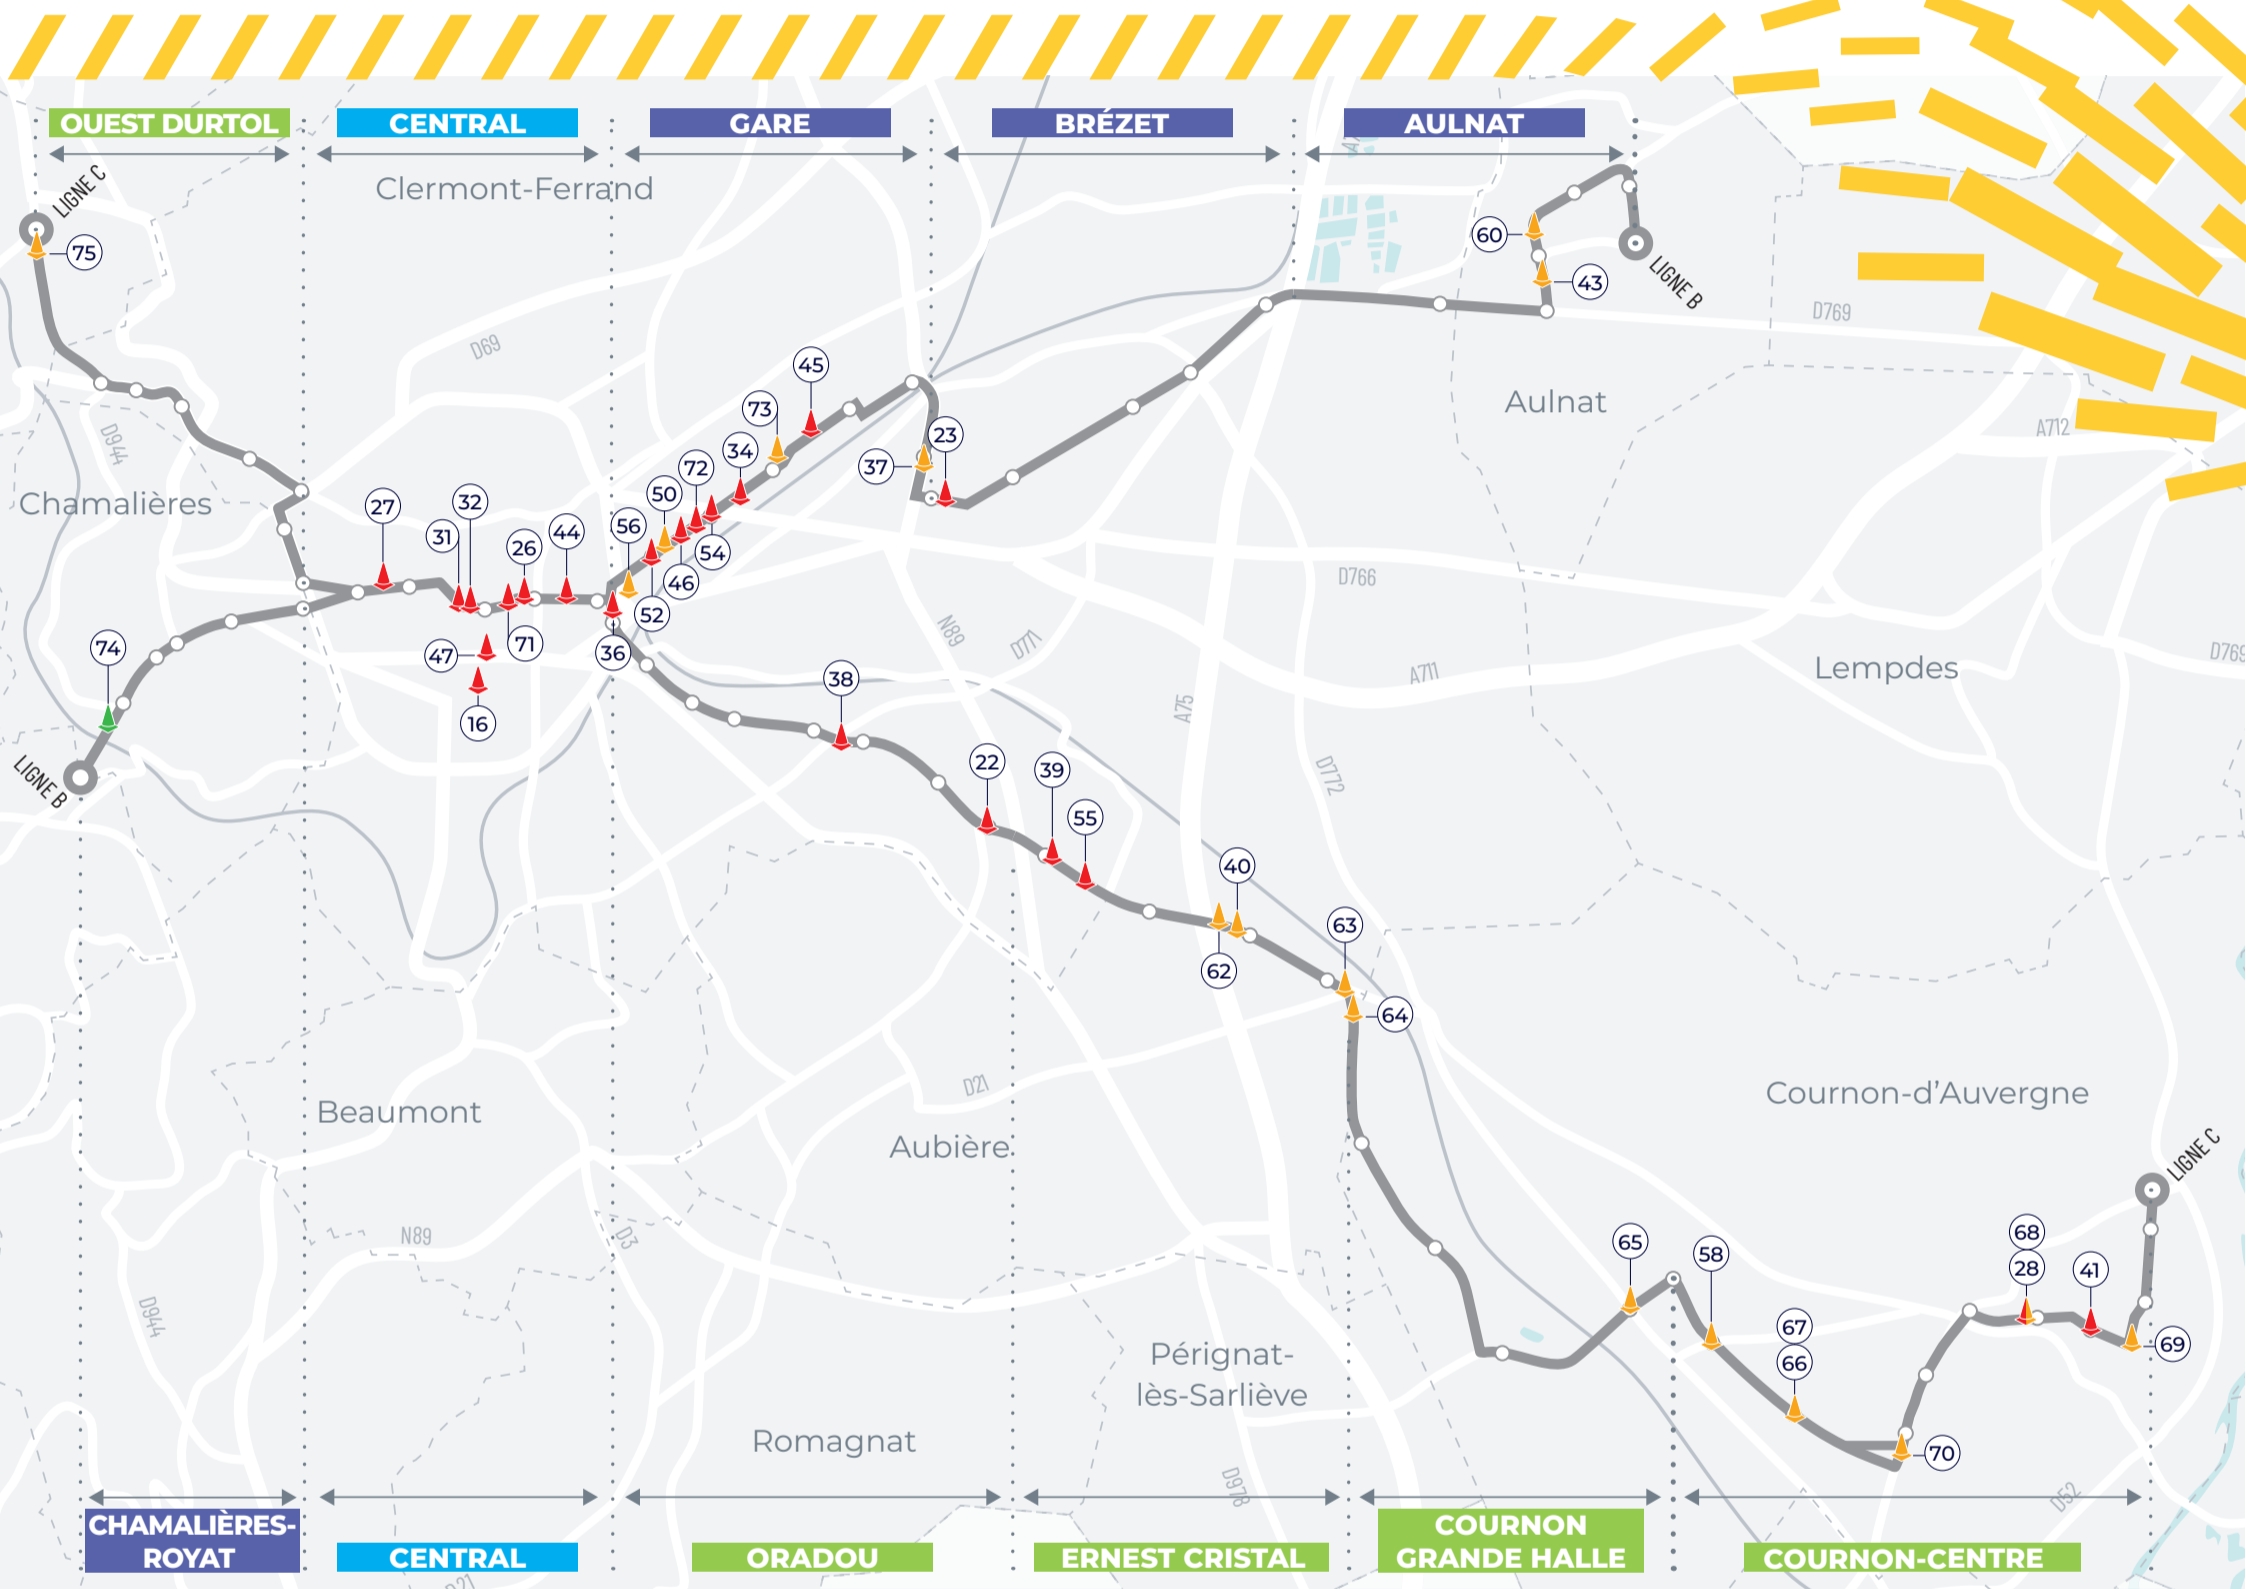 OUEST DURTOL
CENTRAL
GARE
BRÉZET
AULNAT
Clermont-Ferrand
LIGNE C
75
60
43
LIGNE B
D769
D69
45
73
23
Aulnat
A712
D944
34
37
72
50
Chamalières
27
32
31
26
44
56
54
46
D766
52
N89
D771
71
47
36
74
16
38
A711
Lempdes
D769
A75
LIGNE B
22
39
D772
55
40
63
62
64
D21
Cournon-d'Auvergne
Beaumont
Aubière
LIGNE C
N89
D3
65
58
68
28
41
D944
67
66
69
Pérignat-
lès-Sarliève
Romagnat
70
D978
D52
CHAMALIÈRES-
ROYAT
CENTRAL
ORADOU
ERNEST CRISTAL
COURNON
GRANDE HALLE
COURNON-CENTRE
D21